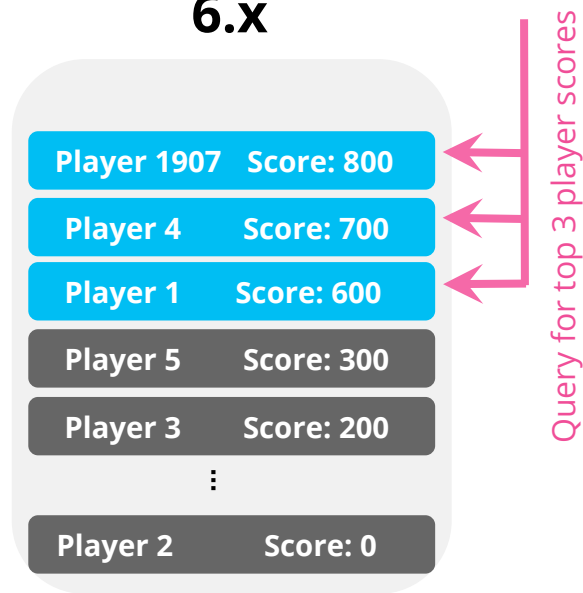 6.x
Player 1907 Score: 800
Player 4 Score: 700
Player 1 Score: 600
Player 5 Score: 300
Player 3 Score: 200
...
Player 2 Score: 0
Query for top 3 player scores